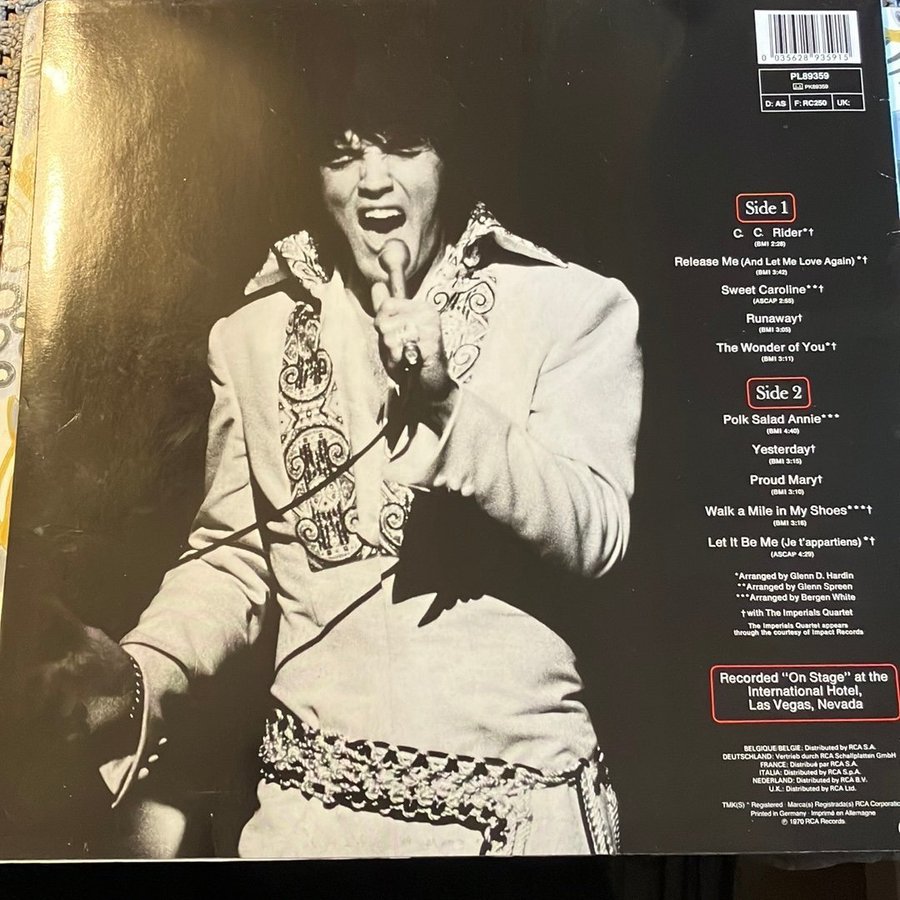 0 035628 935915
PL89359
PK89359
D: AS F: RC250 UK:
Side 1
C. C. Rider*†
(BMI 2:28)
Release Me (And Let Me Love Again) *†
(BMI 3:42)
Sweet Caroline**†
(ASCAP 2:55)
Runaway†
(BMI 3:05)
The Wonder of You*†
(BMI 3:11)
Side 2
Polk Salad Annie***
(BMI 4:40)
Yesterday†
(BMI 3:15)
Proud Mary†
(BMI 3:10)
Walk a Mile in My Shoes***†
(BMI 3:16)
Let It Be Me (Je t'appartiens) *†
(ASCAP 4:29)
*Arranged by Glenn D. Hardin
**Arranged by Glenn Spreen
***Arranged by Bergen White
†with The Imperials Quartet
The Imperials Quartet appears
through the courtesy of Impact Records
Recorded "On Stage" at the
International Hotel,
Las Vegas, Nevada
BELGIQUE/BELGIE: Distributed by RCA S.A.
DEUTSCHLAND: Vertrieb durch RCA Schallplatten GmbH
FRANCE: Distribué par RCA S.A.
ITALIA: Distributed by RCA S.p.A.
NEDERLAND: Distributed by RCA B.V.
U.K.: Distributed by RCA Ltd.
TMK(S) ® Registered · Marca(s) Registrada(s) RCA Corporatio
Printed in Germany · Imprimé en Allemagne
℗ 1970 RCA Records